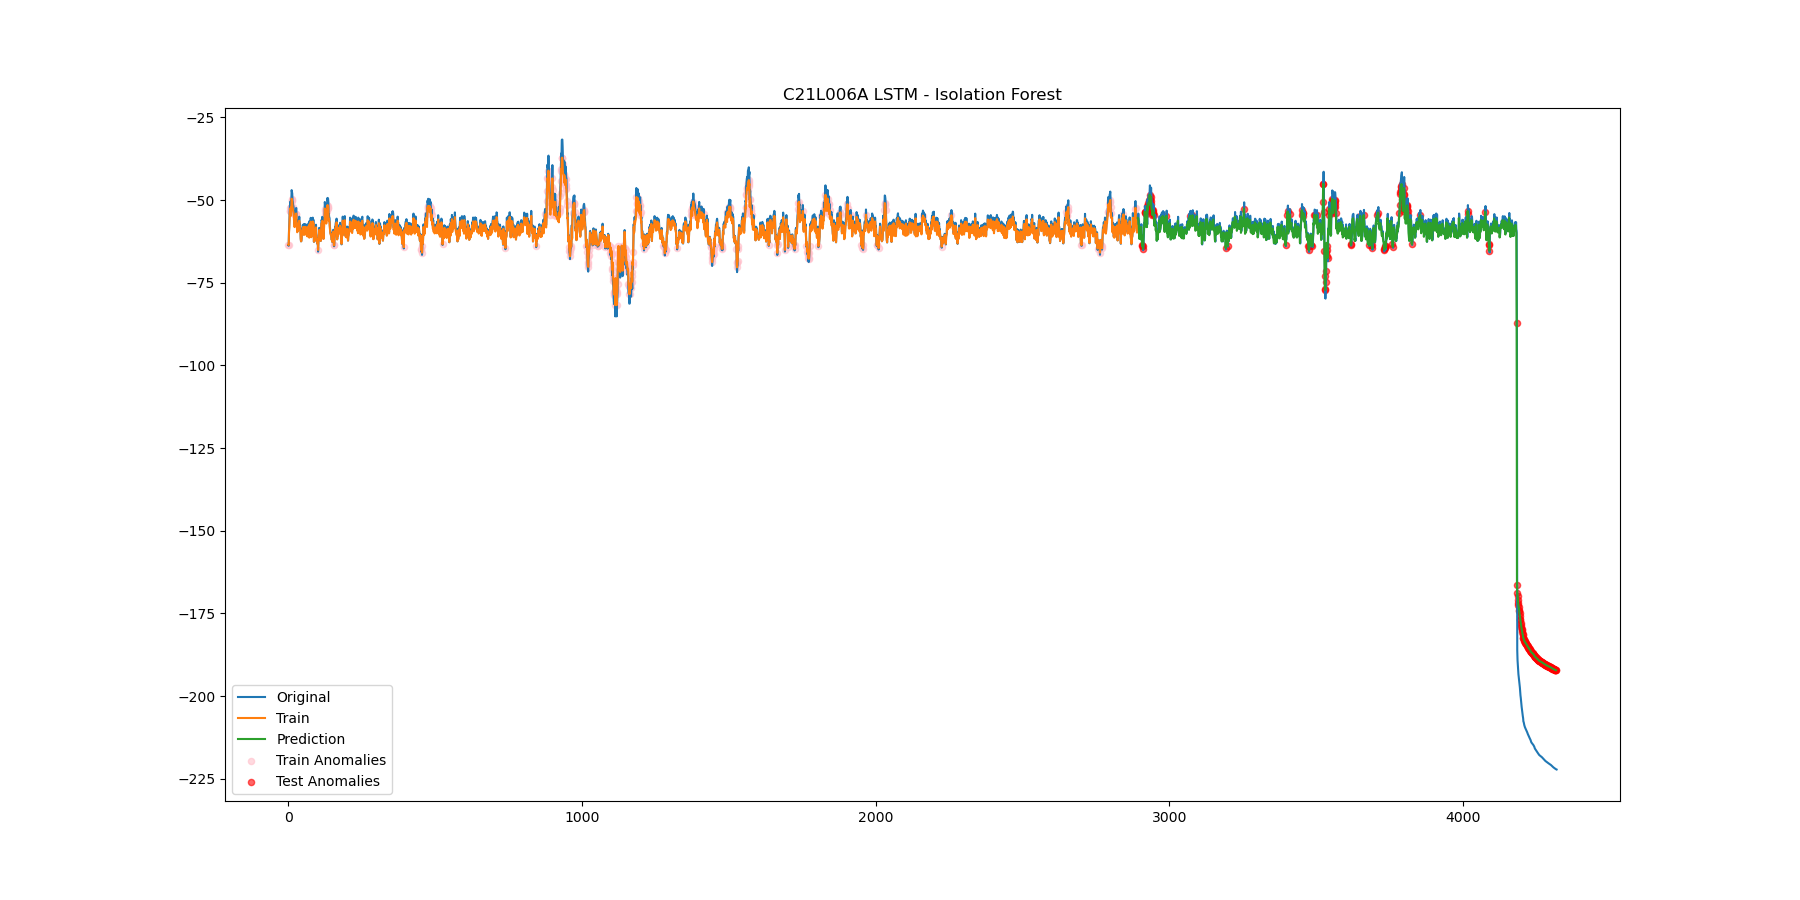 C21L006A LSTM - Isolation Forest
−25
−50
−75
−100
−125
−150
−175
−200
−225
0
1000
2000
3000
4000
Original
Train
Prediction
Train Anomalies
Test Anomalies